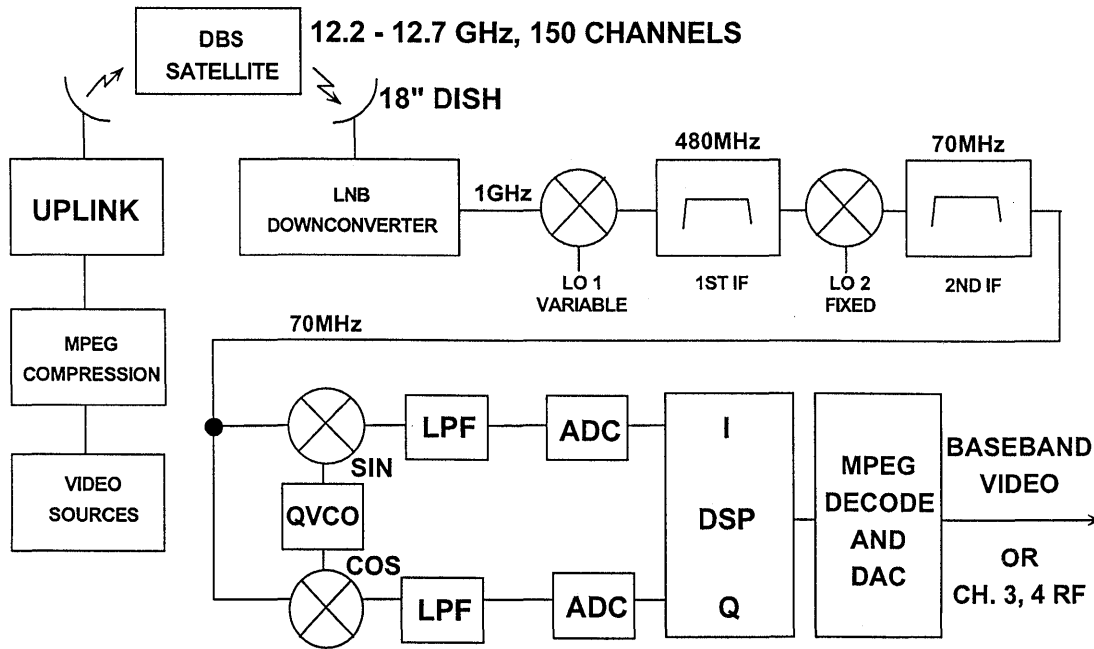 DBS
SATELLITE
12.2 - 12.7 GHz, 150 CHANNELS
18" DISH
UPLINK
MPEG
COMPRESSION
VIDEO
SOURCES
LNB
DOWNCONVERTER
1GHz
LO 1
VARIABLE
480MHz
1ST IF
LO 2
FIXED
70MHz
2ND IF
70MHz
SIN
QVCO
COS
LPF
ADC
LPF
ADC
I
DSP
Q
MPEG
DECODE
AND
DAC
BASEBAND
VIDEO
OR
CH. 3, 4 RF